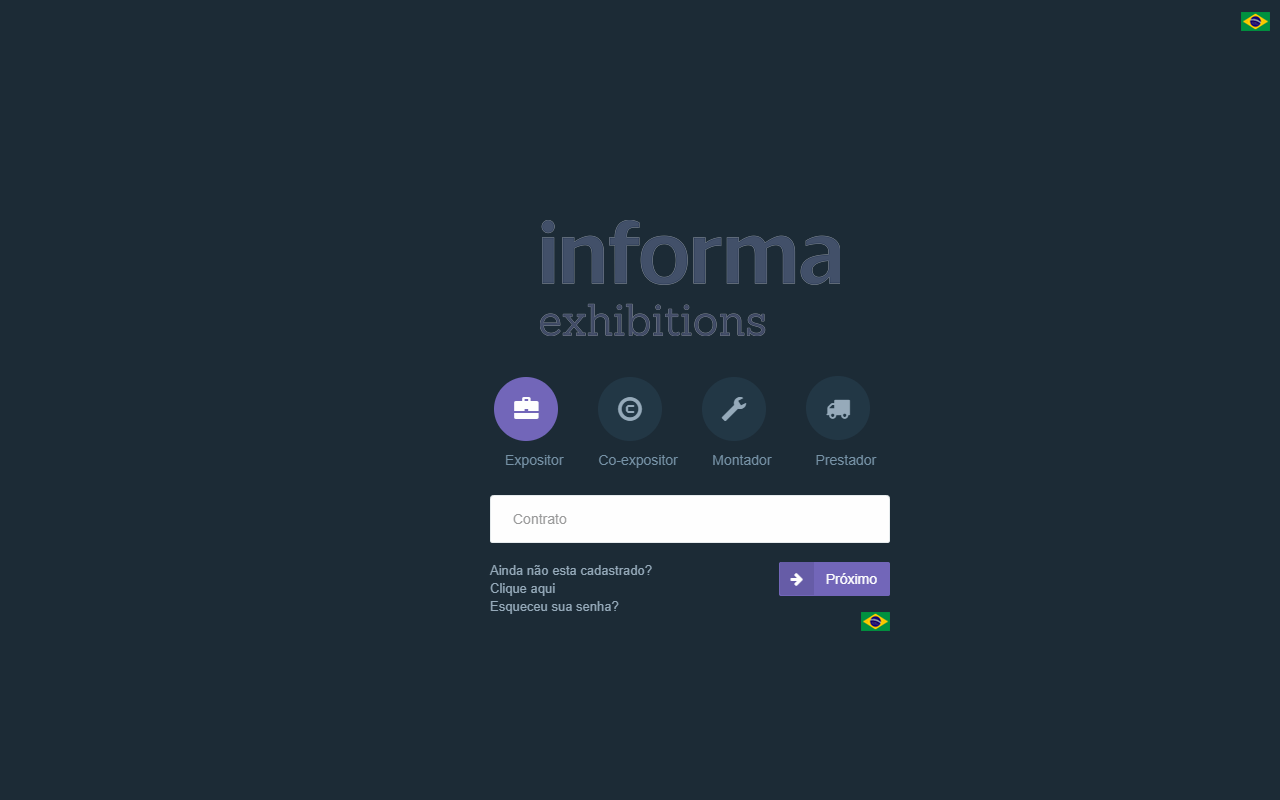 informa
exhibitions
Expositor
Co-expositor
Montador
Prestador
Contrato
Ainda não esta cadastrado?
Clique aqui
Esqueceu sua senha?
Próximo